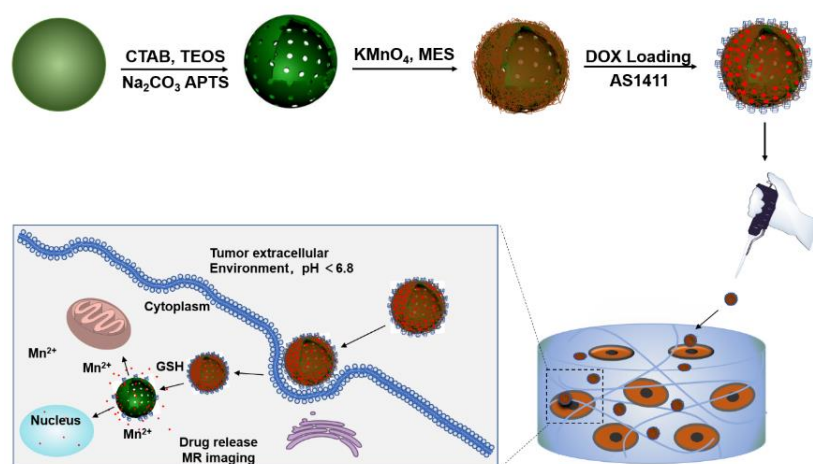 CTAB, TEOS
Na₂CO₃ APTS
KMnO₄, MES
DOX Loading
AS1411
Tumor extracellular
Environment, pH <6.8
Cytoplasm
Mn²⁺
Mn²⁺
GSH
Nucleus
Mn²⁺
Drug release
MR imaging